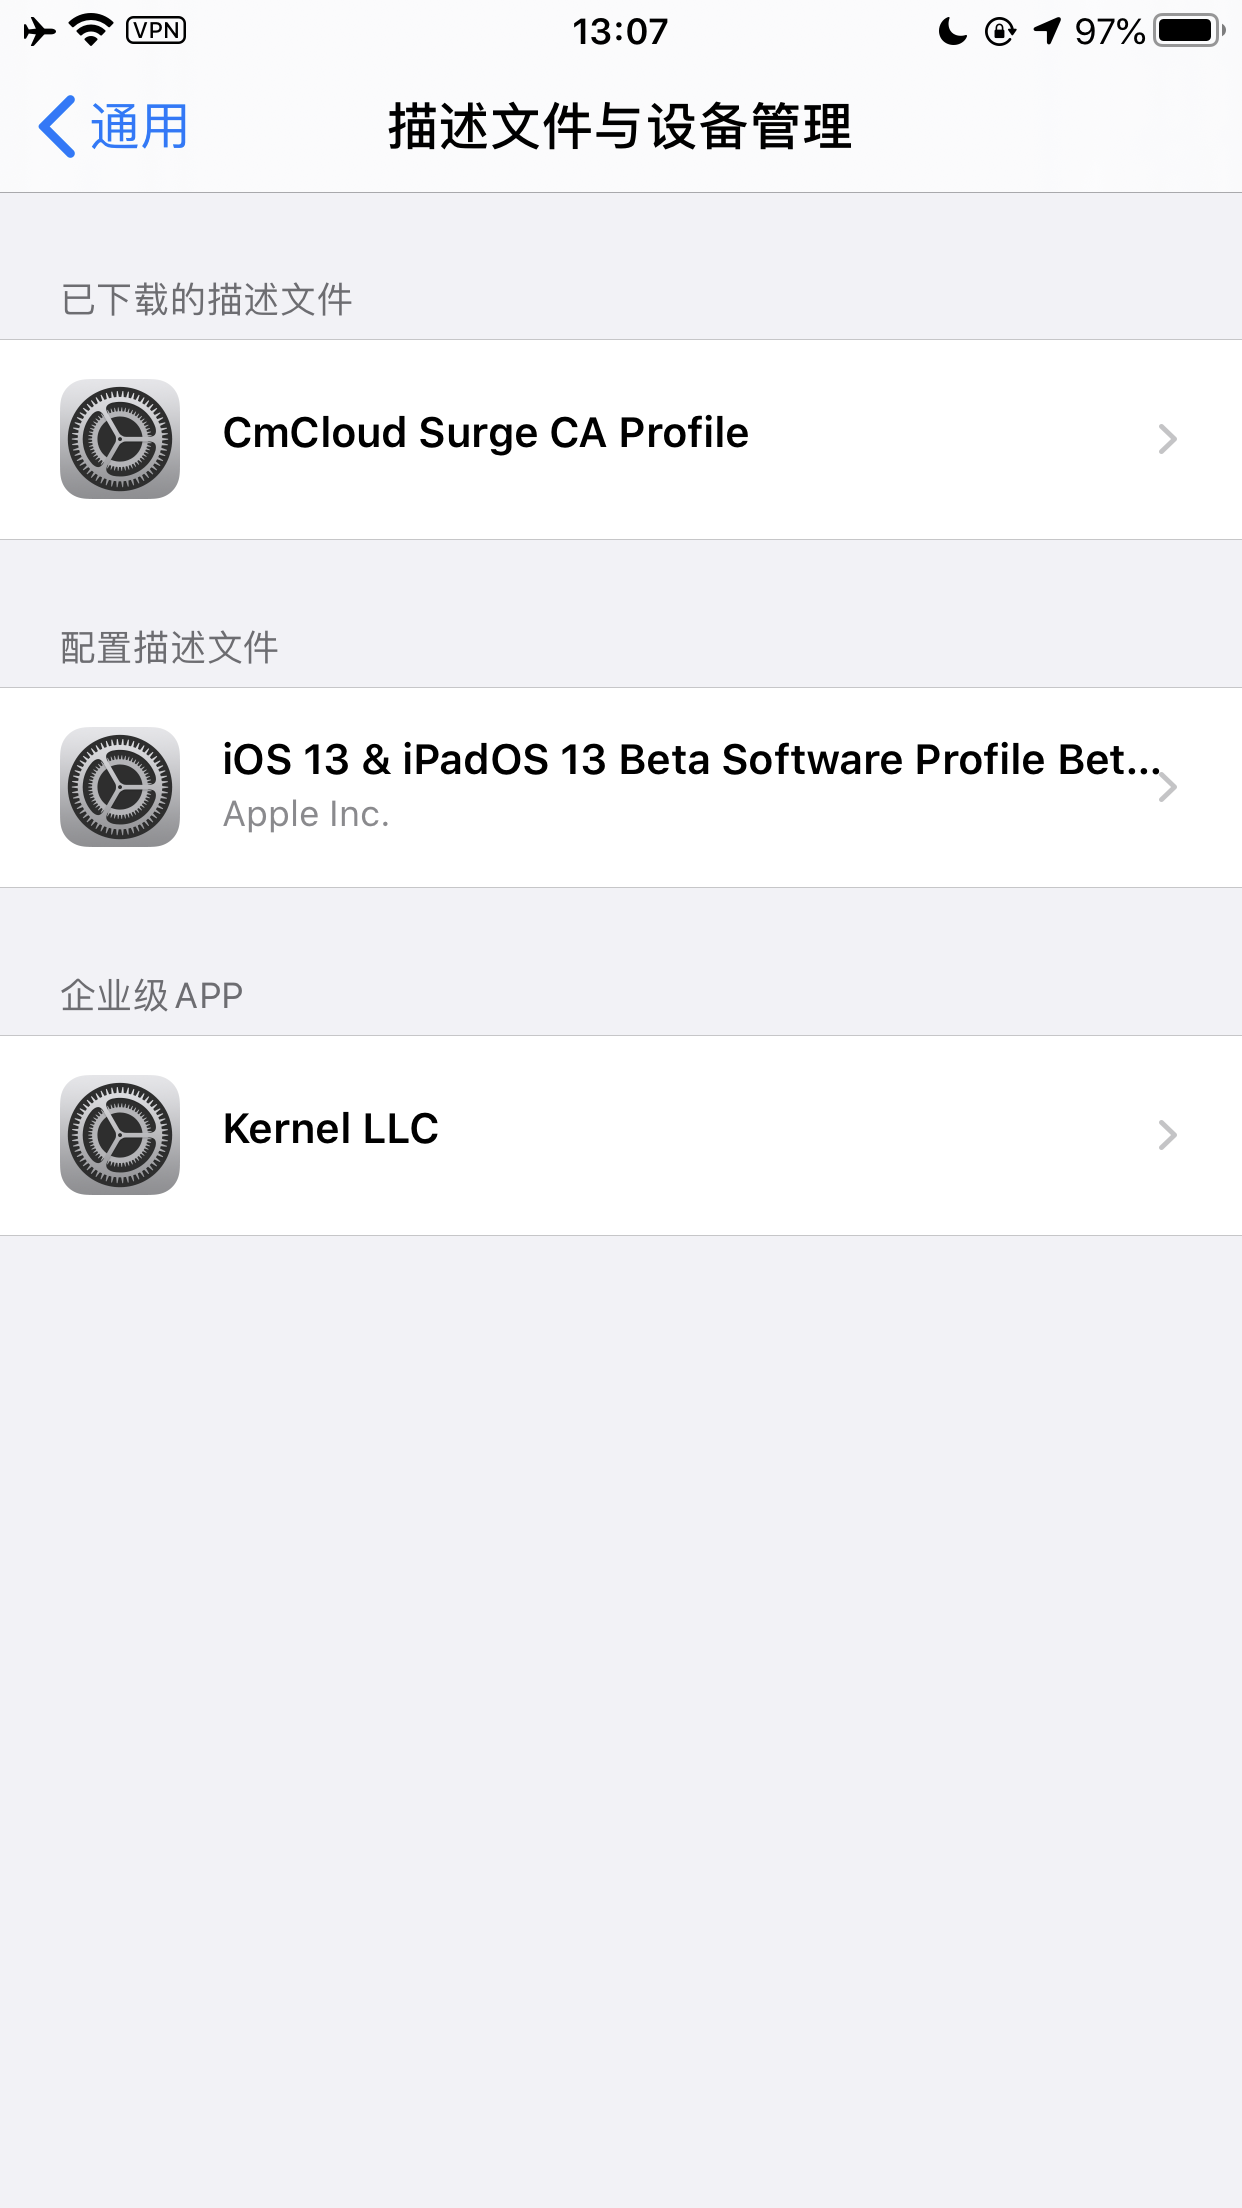 VPN 13:07 97%
通用 描述文件与设备管理
已下载的描述文件
CmCloud Surge CA Profile
配置描述文件
iOS 13 & iPadOS 13 Beta Software Profile Bet...
Apple Inc.
企业级 APP
Kernel LLC